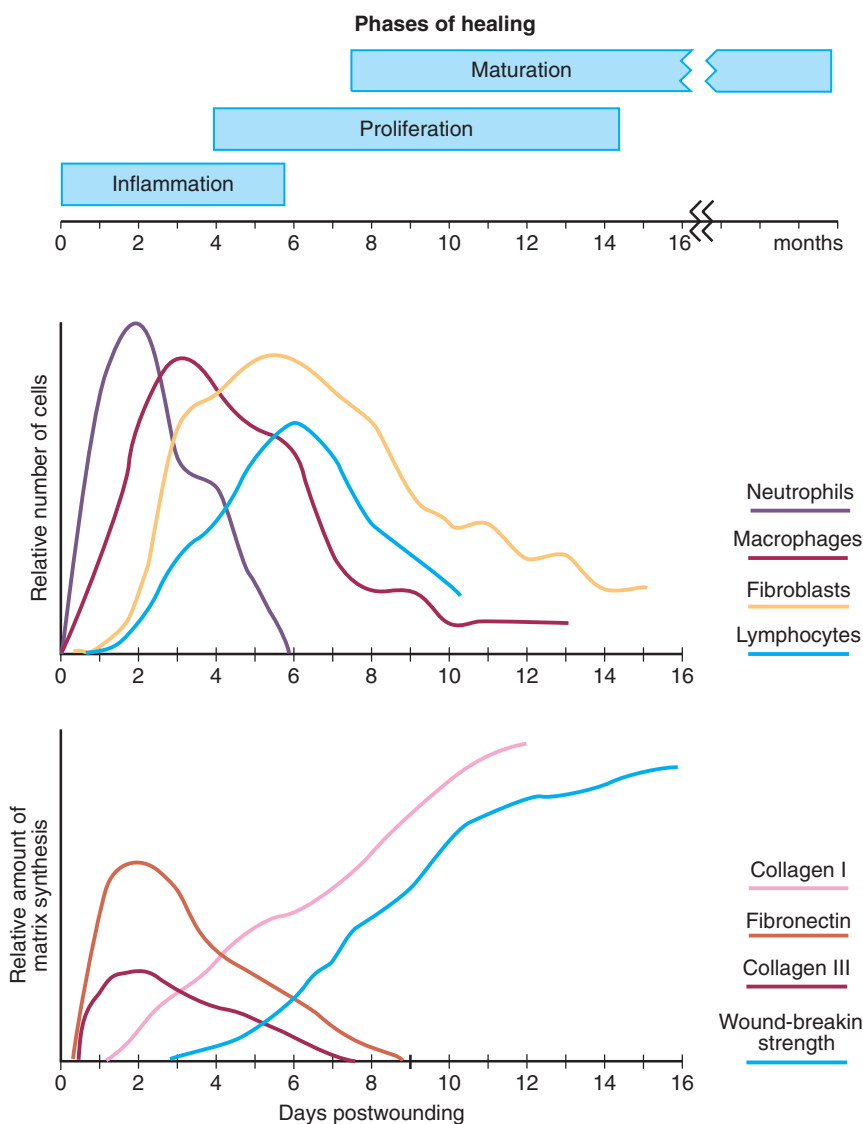 Phases of healing
Maturation
Proliferation
Inflammation
0 2 4 6 8 10 12 14 16 months
Relative number of cells
Neutrophils
Macrophages
Fibroblasts
Lymphocytes
0 2 4 6 8 10 12 14 16
Relative amount of
matrix synthesis
Collagen I
Fibronectin
Collagen III
Wound-breakin
strength
0 2 4 6 8 10 12 14 16
Days postwounding